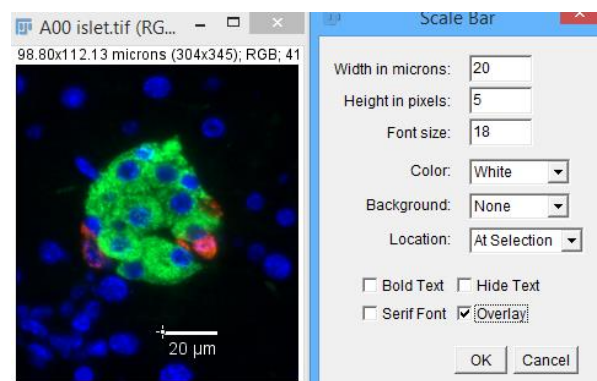 A00 islet.tif (RG...
98.80x112.13 microns (304x345); RGB; 41
20 µm
Scale Bar
Width in microns: 20
Height in pixels: 5
Font size: 18
Color: White
Background: None
Location: At Selection
Bold Text Hide Text
Serif Font Overlay
OK Cancel